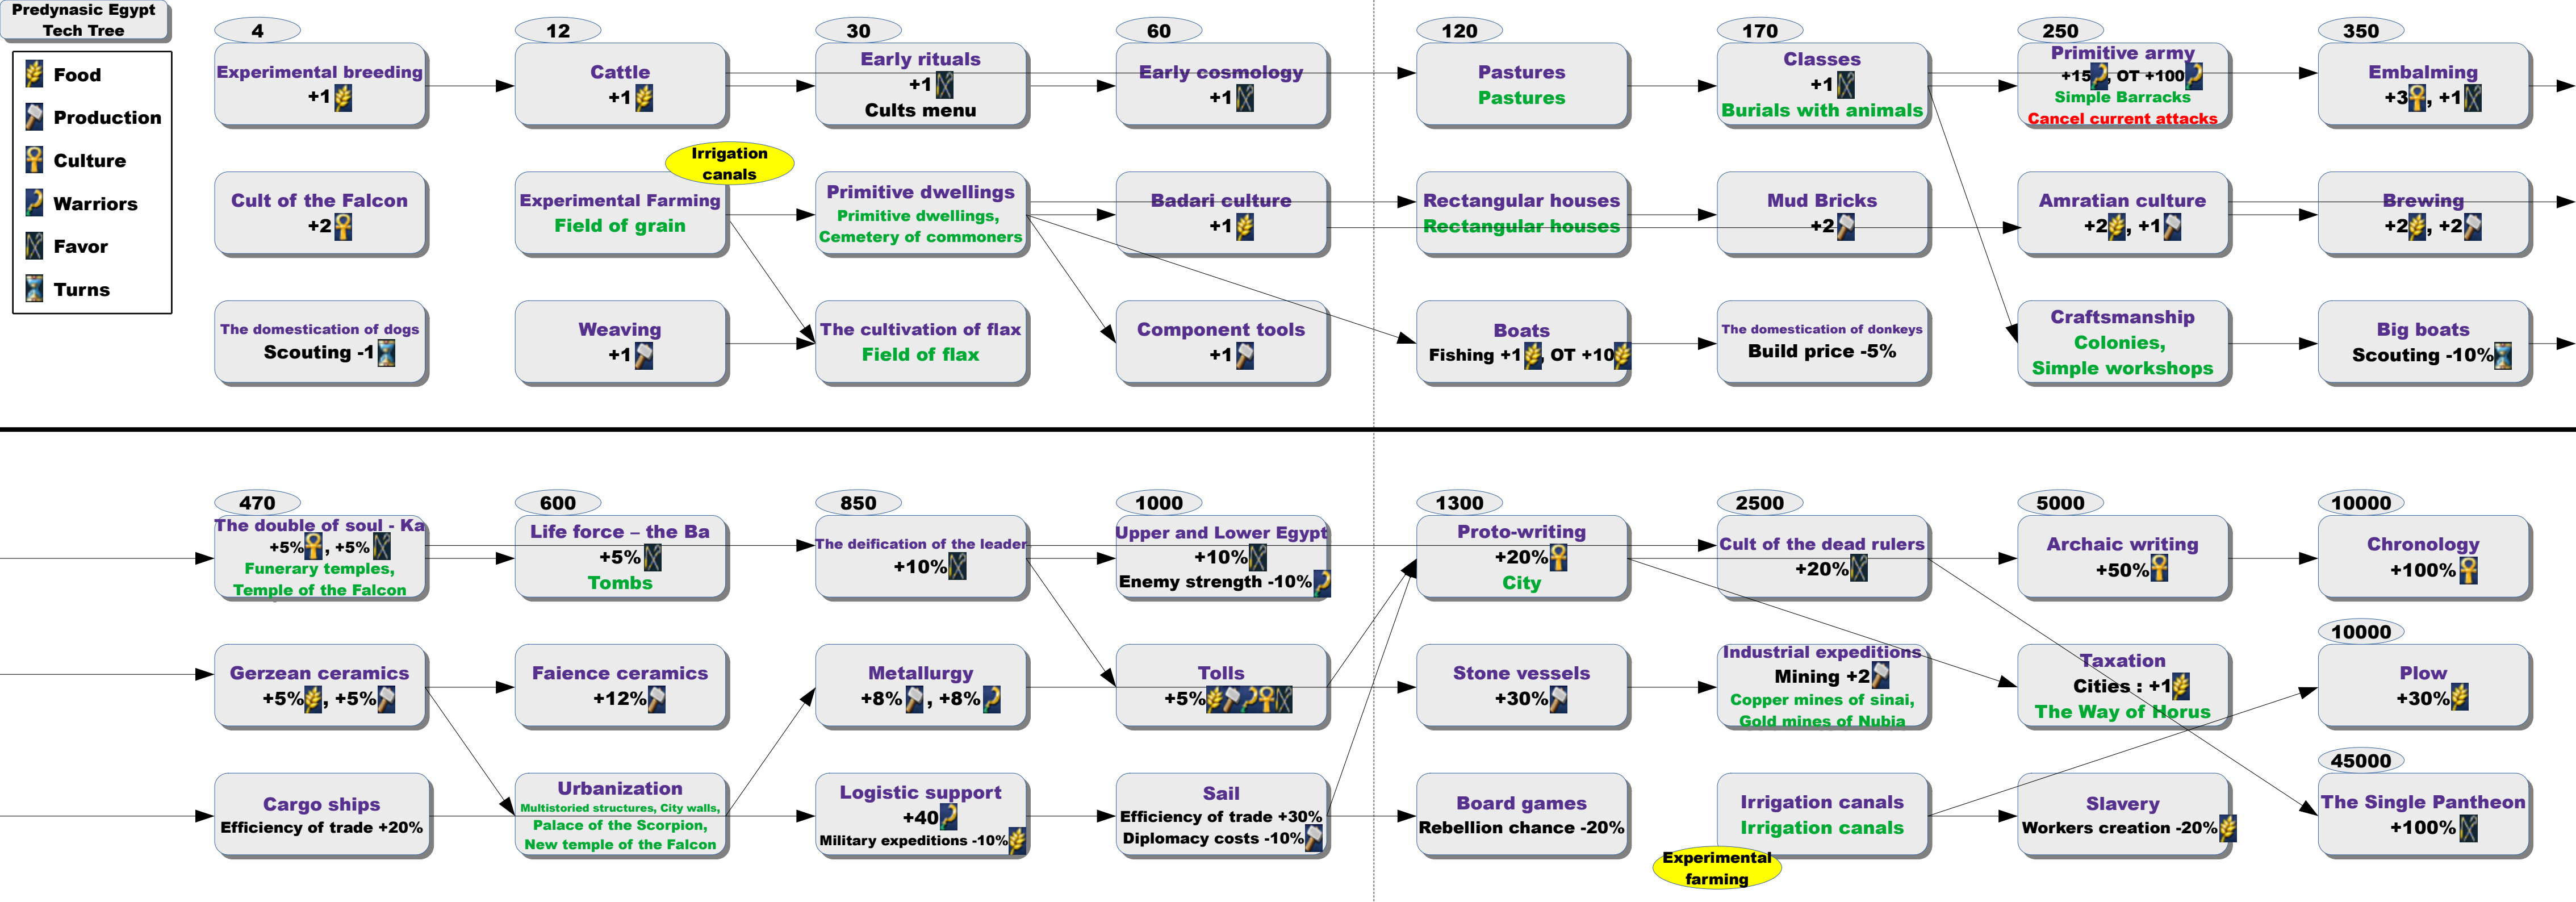 Predynasic Egypt
Tech Tree
Food
Production
Culture
Warriors
Favor
Turns
4
12
30
60
120
170
250
350
Experimental breeding
+1
Cattle
+1
Early rituals
+1
Cults menu
Early cosmology
+1
Pastures
Pastures
Classes
+1
Burials with animals
Primitive army
+15, OT +100
Simple Barracks
Cancel current attacks
Embalming
+3, +1
Cult of the Falcon
+2
Irrigation
canals
Experimental Farming
Field of grain
Primitive dwellings
Primitive dwellings,
Cemetery of commoners
Badari culture
+1
Rectangular houses
Rectangular houses
Mud Bricks
+2
Amratian culture
+2, +1
Brewing
+2, +2
The domestication of dogs
Scouting -1
Weaving
+1
The cultivation of flax
Field of flax
Component tools
+1
Boats
Fishing +1, OT +10
The domestication of donkeys
Build price -5%
Craftsmanship
Colonies,
Simple workshops
Big boats
Scouting -10%
470
600
850
1000
1300
2500
5000
10000
The double of soul - Ka
+5%, +5%
Funerary temples,
Temple of the Falcon
Life force – the Ba
+5%
Tombs
The deification of the leader
+10%
Upper and Lower Egypt
+10%
Enemy strength -10%
Proto-writing
+20%
City
Cult of the dead rulers
+20%
Archaic writing
+50%
Chronology
+100%
Gerzean ceramics
+5%, +5%
Faience ceramics
+12%
Metallurgy
+8%, +8%
Tolls
+5%
Stone vessels
+30%
Industrial expeditions
Mining +2
Copper mines of sinai,
Gold mines of Nubia
Taxation
Cities : +1
The Way of Horus
10000
Plow
+30%
Cargo ships
Efficiency of trade +20%
Urbanization
Multistoried structures, City walls,
Palace of the Scorpion,
New temple of the Falcon
Logistic support
+40
Military expeditions -10%
Sail
Efficiency of trade +30%
Diplomacy costs -10%
Board games
Rebellion chance -20%
Irrigation canals
Irrigation canals
Experimental
farming
Slavery
Workers creation -20%
45000
The Single Pantheon
+100%